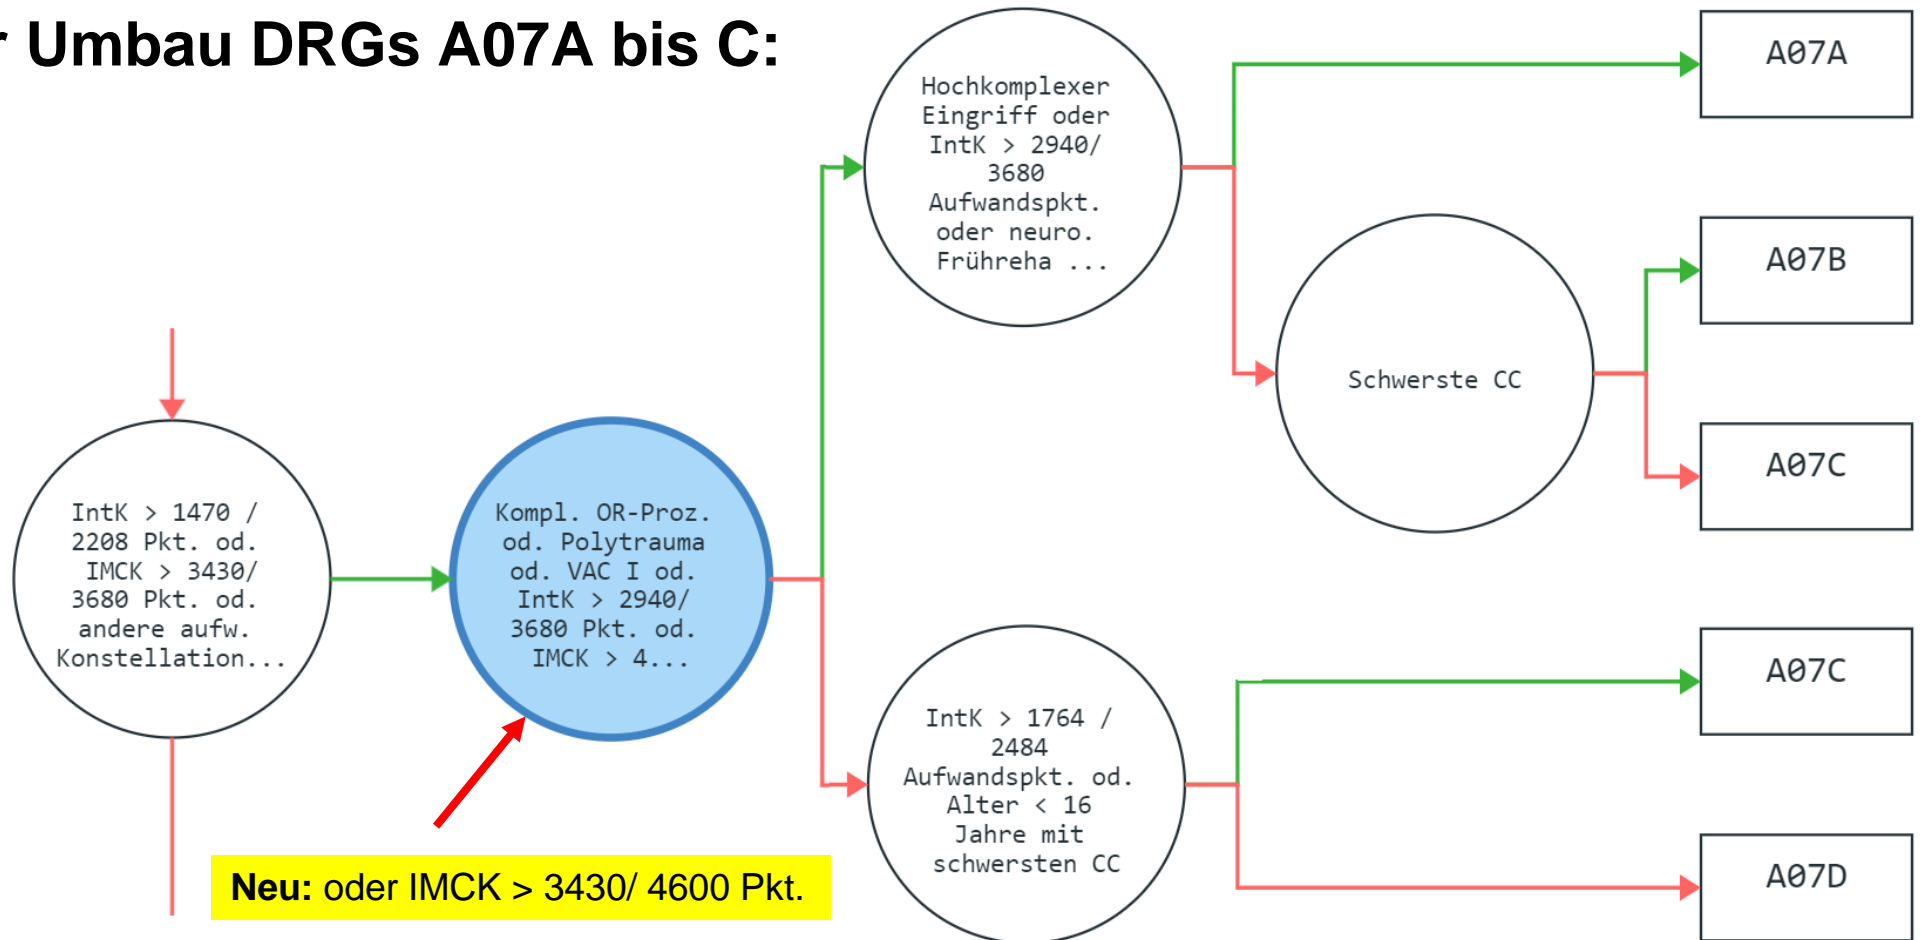 r Umbau DRGs A07A bis C:
Hochkomplexer
Eingriff oder
IntK > 2940/
3680
Aufwandspkt.
oder neuro.
Frühreha ...
A07A
A07B
Schwerste CC
A07C
IntK > 1470 /
2208 Pkt. od.
IMCK > 3430/
3680 Pkt. od.
andere aufw.
Konstellation...
Kompl. OR-Proz.
od. Polytrauma
od. VAC I od.
IntK > 2940/
3680 Pkt. od.
IMCK > 4...
IntK > 1764 /
2484
Aufwandspkt. od.
Alter < 16
Jahre mit
schwersten CC
A07C
A07D
Neu: oder IMCK > 3430/ 4600 Pkt.